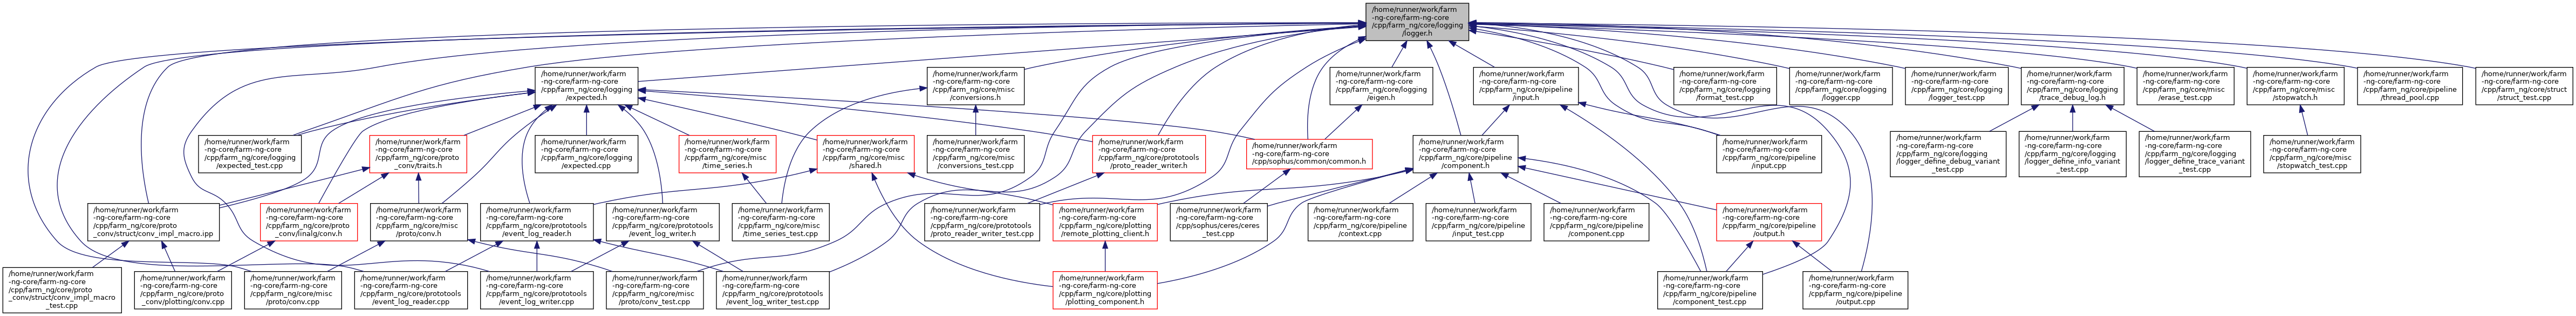 /home/runner/work/farm
-ng-core/farm-ng-core
/cpp/farm_ng/core/logging
/logger.h
/home/runner/work/farm
-ng-core/farm-ng-core
/cpp/farm_ng/core/logging
/expected.h
/home/runner/work/farm
-ng-core/farm-ng-core
/cpp/farm_ng/core/misc
/conversions.h
/home/runner/work/farm
-ng-core/farm-ng-core
/cpp/farm_ng/core/logging
/eigen.h
/home/runner/work/farm
-ng-core/farm-ng-core
/cpp/farm_ng/core/pipeline
/input.h
/home/runner/work/farm
-ng-core/farm-ng-core
/cpp/farm_ng/core/logging
/format_test.cpp
/home/runner/work/farm
-ng-core/farm-ng-core
/cpp/farm_ng/core/logging
/logger.cpp
/home/runner/work/farm
-ng-core/farm-ng-core
/cpp/farm_ng/core/logging
/logger_test.cpp
/home/runner/work/farm
-ng-core/farm-ng-core
/cpp/farm_ng/core/logging
/trace_debug_log.h
/home/runner/work/farm
-ng-core/farm-ng-core
/cpp/farm_ng/core/misc
/erase_test.cpp
/home/runner/work/farm
-ng-core/farm-ng-core
/cpp/farm_ng/core/misc
/stopwatch.h
/home/runner/work/farm
-ng-core/farm-ng-core
/cpp/farm_ng/core/pipeline
/thread_pool.cpp
/home/runner/work/farm
-ng-core/farm-ng-core
/cpp/farm_ng/core/struct
/struct_test.cpp
/home/runner/work/farm
-ng-core/farm-ng-core
/cpp/farm_ng/core/logging
/expected_test.cpp
/home/runner/work/farm
-ng-core/farm-ng-core
/cpp/farm_ng/core/proto
_conv/traits.h
/home/runner/work/farm
-ng-core/farm-ng-core
/cpp/farm_ng/core/logging
/expected.cpp
/home/runner/work/farm
-ng-core/farm-ng-core
/cpp/farm_ng/core/misc
/time_series.h
/home/runner/work/farm
-ng-core/farm-ng-core
/cpp/farm_ng/core/misc
/shared.h
/home/runner/work/farm
-ng-core/farm-ng-core
/cpp/farm_ng/core/misc
/conversions_test.cpp
/home/runner/work/farm
-ng-core/farm-ng-core
/cpp/farm_ng/core/prototools
/proto_reader_writer.h
/home/runner/work/farm
-ng-core/farm-ng-core
/cpp/sophus/common/common.h
/home/runner/work/farm
-ng-core/farm-ng-core
/cpp/farm_ng/core/pipeline
/component.h
/home/runner/work/farm
-ng-core/farm-ng-core
/cpp/farm_ng/core/pipeline
/input.cpp
/home/runner/work/farm
-ng-core/farm-ng-core
/cpp/farm_ng/core/logging
/logger_define_debug_variant
_test.cpp
/home/runner/work/farm
-ng-core/farm-ng-core
/cpp/farm_ng/core/logging
/logger_define_info_variant
_test.cpp
/home/runner/work/farm
-ng-core/farm-ng-core
/cpp/farm_ng/core/logging
/logger_define_trace_variant
_test.cpp
/home/runner/work/farm
-ng-core/farm-ng-core
/cpp/farm_ng/core/misc
/stopwatch_test.cpp
/home/runner/work/farm
-ng-core/farm-ng-core
/cpp/farm_ng/core/proto
_conv/struct/conv_impl_macro.ipp
/home/runner/work/farm
-ng-core/farm-ng-core
/cpp/farm_ng/core/proto
_conv/linalg/conv.h
/home/runner/work/farm
-ng-core/farm-ng-core
/cpp/farm_ng/core/misc
/proto/conv.h
/home/runner/work/farm
-ng-core/farm-ng-core
/cpp/farm_ng/core/prototools
/event_log_reader.h
/home/runner/work/farm
-ng-core/farm-ng-core
/cpp/farm_ng/core/prototools
/event_log_writer.h
/home/runner/work/farm
-ng-core/farm-ng-core
/cpp/farm_ng/core/misc
/time_series_test.cpp
/home/runner/work/farm
-ng-core/farm-ng-core
/cpp/farm_ng/core/prototools
/proto_reader_writer_test.cpp
/home/runner/work/farm
-ng-core/farm-ng-core
/cpp/farm_ng/core/plotting
/remote_plotting_client.h
/home/runner/work/farm
-ng-core/farm-ng-core
/cpp/sophus/ceres/ceres
_test.cpp
/home/runner/work/farm
-ng-core/farm-ng-core
/cpp/farm_ng/core/pipeline
/context.cpp
/home/runner/work/farm
-ng-core/farm-ng-core
/cpp/farm_ng/core/pipeline
/input_test.cpp
/home/runner/work/farm
-ng-core/farm-ng-core
/cpp/farm_ng/core/pipeline
/component.cpp
/home/runner/work/farm
-ng-core/farm-ng-core
/cpp/farm_ng/core/pipeline
/output.h
/home/runner/work/farm
-ng-core/farm-ng-core
/cpp/farm_ng/core/proto
_conv/struct/conv_impl_macro
_test.cpp
/home/runner/work/farm
-ng-core/farm-ng-core
/cpp/farm_ng/core/proto
_conv/plotting/conv.cpp
/home/runner/work/farm
-ng-core/farm-ng-core
/cpp/farm_ng/core/misc
/proto/conv.cpp
/home/runner/work/farm
-ng-core/farm-ng-core
/cpp/farm_ng/core/prototools
/event_log_reader.cpp
/home/runner/work/farm
-ng-core/farm-ng-core
/cpp/farm_ng/core/prototools
/event_log_writer.cpp
/home/runner/work/farm
-ng-core/farm-ng-core
/cpp/farm_ng/core/misc
/proto/conv_test.cpp
/home/runner/work/farm
-ng-core/farm-ng-core
/cpp/farm_ng/core/prototools
/event_log_writer_test.cpp
/home/runner/work/farm
-ng-core/farm-ng-core
/cpp/farm_ng/core/plotting
/plotting_component.h
/home/runner/work/farm
-ng-core/farm-ng-core
/cpp/farm_ng/core/pipeline
/component_test.cpp
/home/runner/work/farm
-ng-core/farm-ng-core
/cpp/farm_ng/core/pipeline
/output.cpp